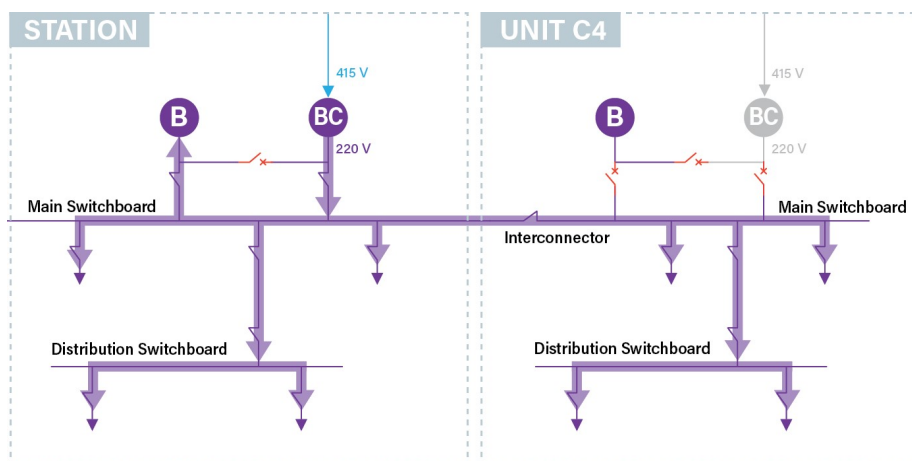 STATION
UNIT C4
415 V
415 V
B
BC
B
BC
220 V
220 V
Main Switchboard
Main Switchboard
Interconnector
Distribution Switchboard
Distribution Switchboard